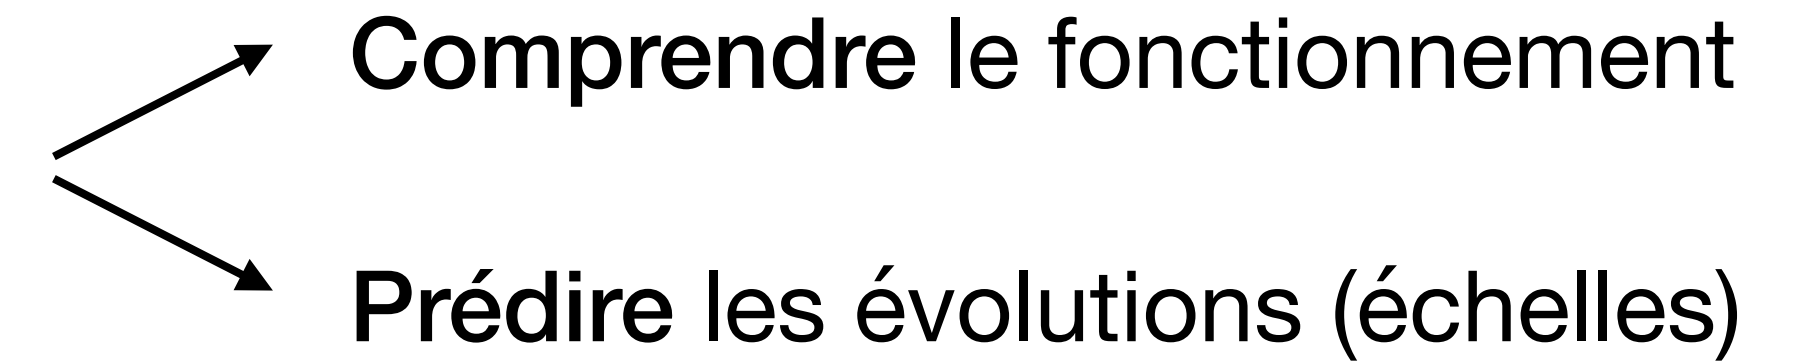 Comprendre le fonctionnement
Prédire les évolutions (échelles)